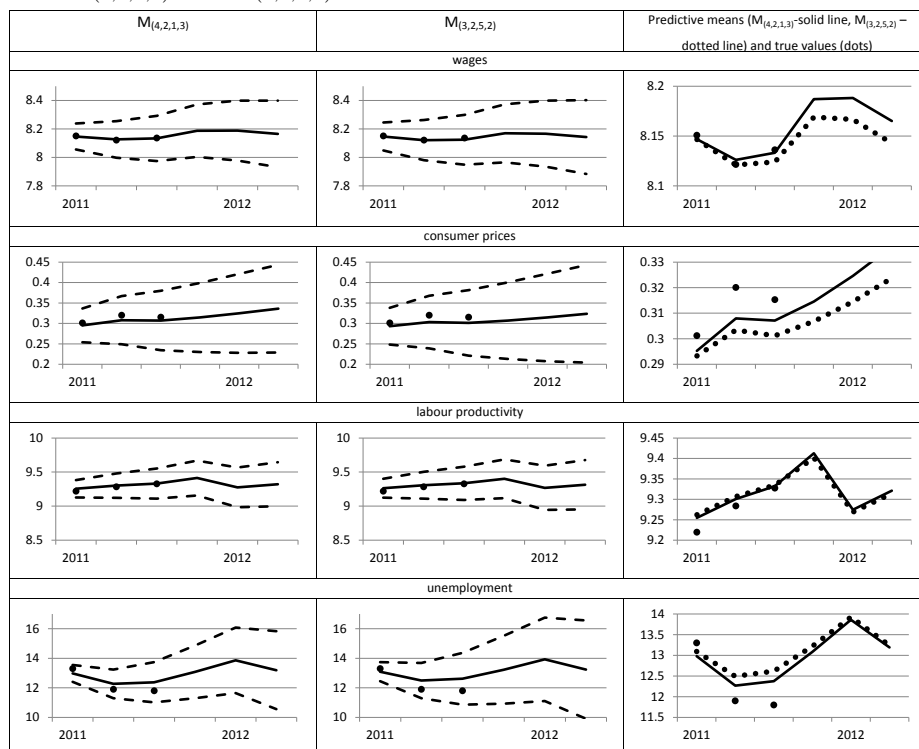 M(4,2,1,3) M(3,2,5,2) Predictive means (M(4,2,1,3)-solid line, M(3,2,5,2) –
dotted line) and true values (dots)
wages
8.4 8.4 8.2
8.2 8.2
8.15
8 8
7.8 7.8 8.1
2011 2012 2011 2012 2011 2012
consumer prices
0.45 0.45 0.33
0.4 0.4
0.32
0.35 0.35
0.31
0.3 0.3
0.3
0.25 0.25
0.2 0.2 0.29
2011 2012 2011 2012 2011 2012
labour productivity
10 10 9.45
9.4
9.5 9.5 9.35
9.3
9 9
9.25
8.5 8.5 9.2
2011 2012 2011 2012 2011 2012
unemployment
14
16 16 13.5
14 14 13
12.5
12 12 12
10 10 11.5
2011 2012 2011 2012 2011 2012